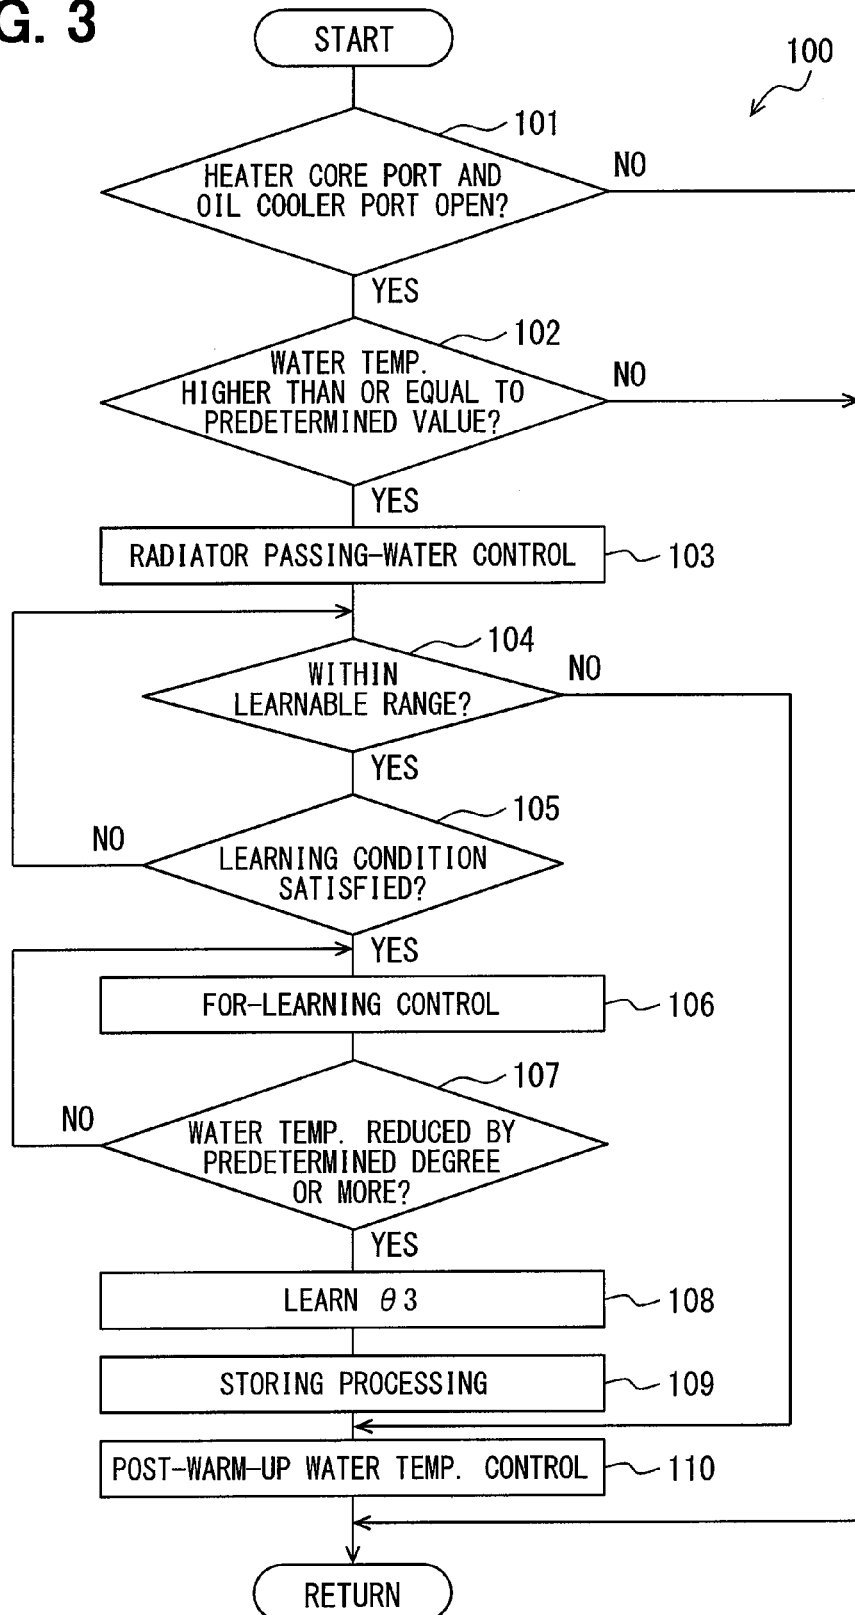 G. 3
START
100
101
HEATER CORE PORT AND
OIL COOLER PORT OPEN?
NO
YES
102
WATER TEMP.
HIGHER THAN OR EQUAL TO
PREDETERMINED VALUE?
NO
YES
RADIATOR PASSING-WATER CONTROL
103
104
WITHIN
LEARNABLE RANGE?
NO
YES
105
NO
LEARNING CONDITION
SATISFIED?
YES
FOR-LEARNING CONTROL
106
107
NO
WATER TEMP. REDUCED BY
PREDETERMINED DEGREE
OR MORE?
YES
LEARN θ3
108
STORING PROCESSING
109
POST-WARM-UP WATER TEMP. CONTROL
110
RETURN